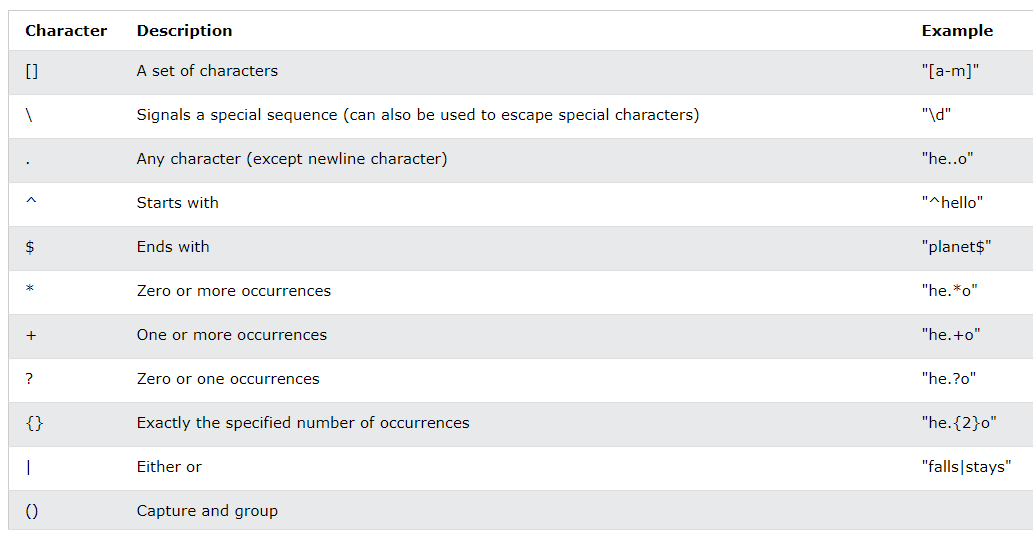 Character Description Example
[] A set of characters "[a-m]"
\ Signals a special sequence (can also be used to escape special characters) "\d"
. Any character (except newline character) "he..o"
^ Starts with "^hello"
$ Ends with "planet$"
* Zero or more occurrences "he.*o"
+ One or more occurrences "he.+o"
? Zero or one occurrences "he.?o"
{} Exactly the specified number of occurrences "he.{2}o"
| Either or "falls|stays"
() Capture and group